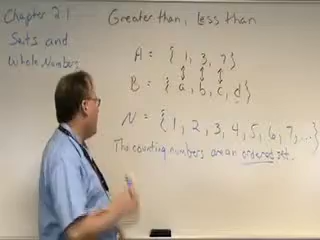 Chapter 2.1
Sets and
Whole Numbers
Greater than, less than
A = { 1, 3, 7 }
B = { a, b, c, d }
N = { 1, 2, 3, 4, 5, 6, 7, ... }
The counting numbers are an ordered set.